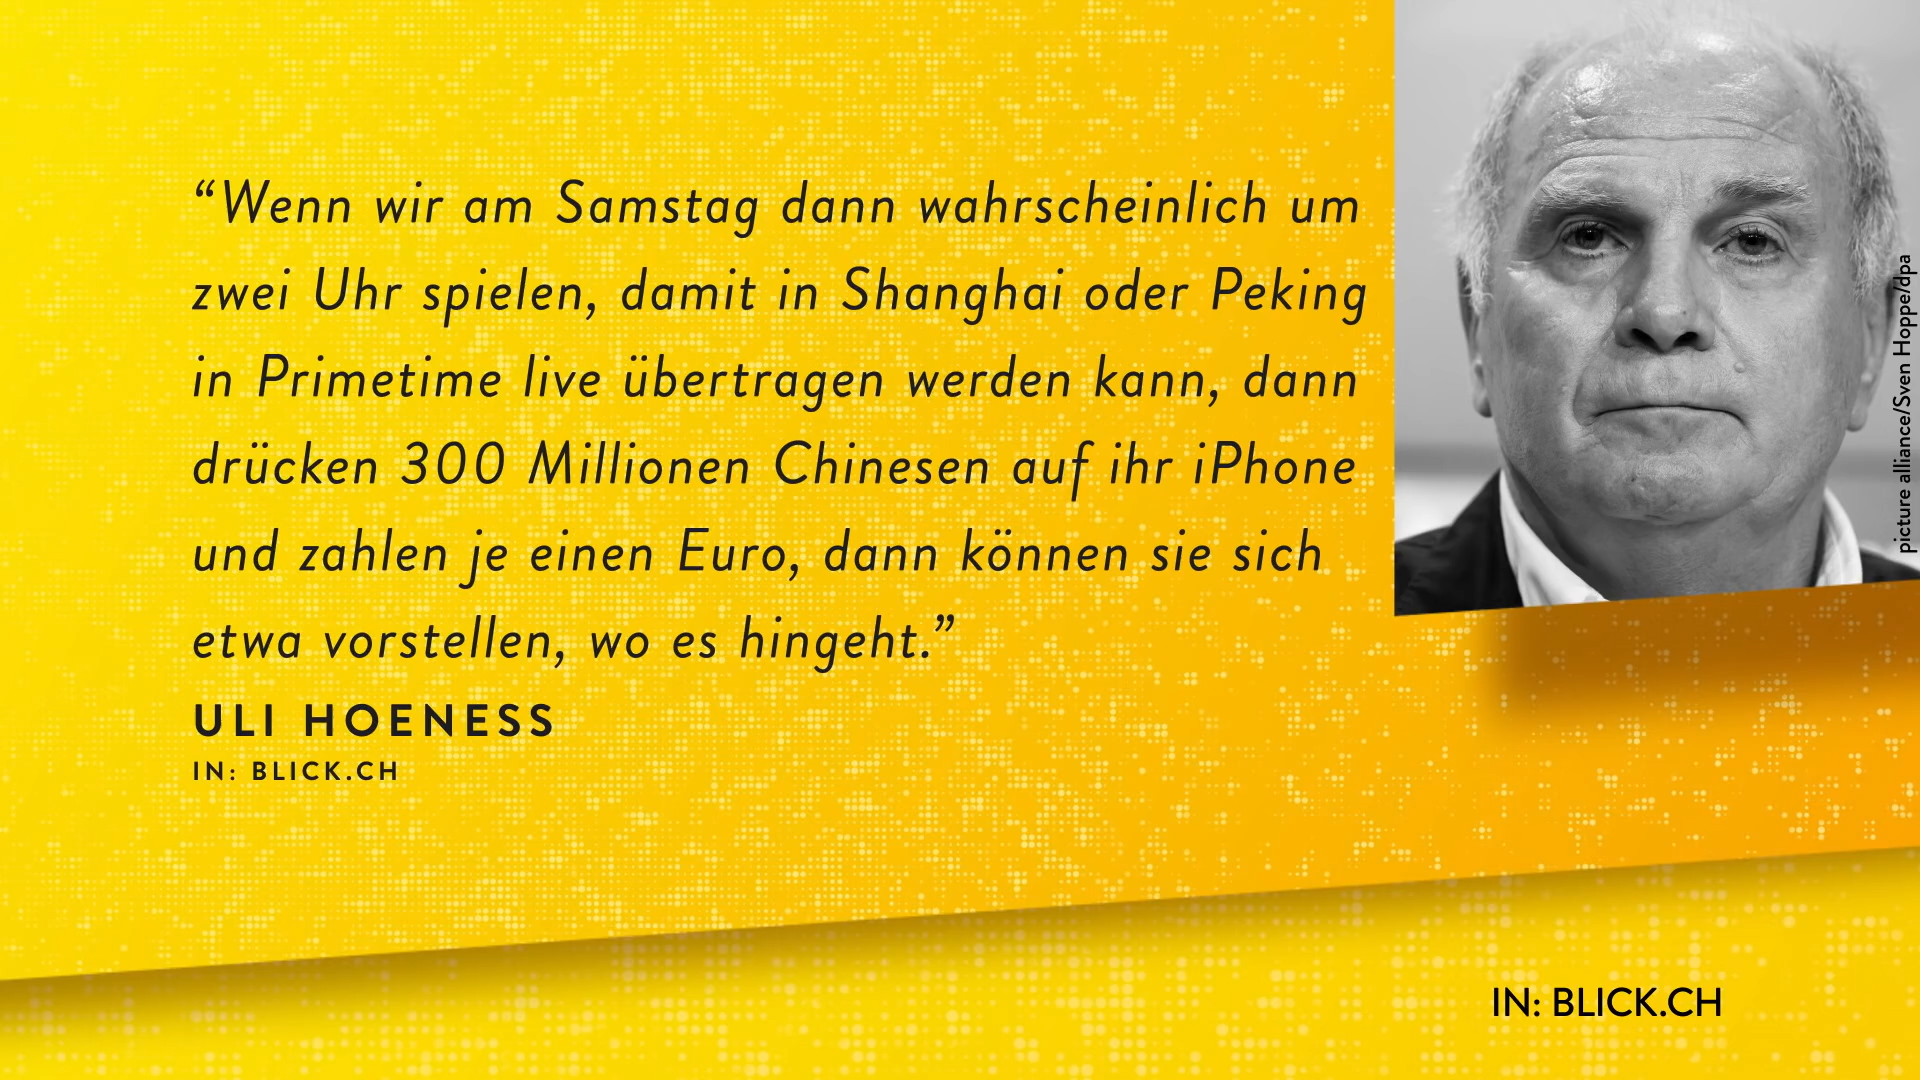 “Wenn wir am Samstag dann wahrscheinlich um
zwei Uhr spielen, damit in Shanghai oder Peking
in Primetime live übertragen werden kann, dann
drücken 300 Millionen Chinesen auf ihr iPhone
und zahlen je einen Euro, dann können sie sich
etwa vorstellen, wo es hingeht.”
ULI HOENESS
IN: BLICK.CH
picture alliance/Sven Hoppe/dpa
IN: BLICK.CH